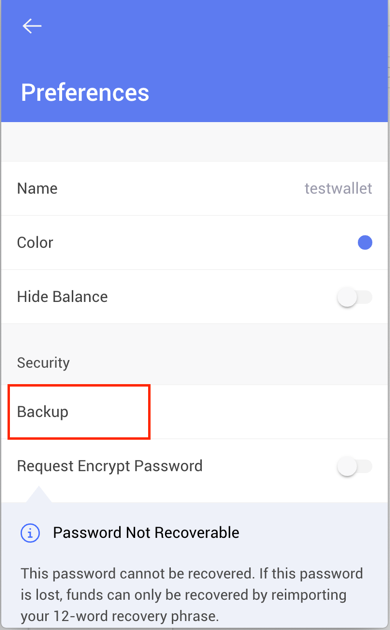 Preferences
Name testwallet
Color
Hide Balance
Security
Backup
Request Encrypt Password
Password Not Recoverable
This password cannot be recovered. If this password
is lost, funds can only be recovered by reimporting
your 12-word recovery phrase.